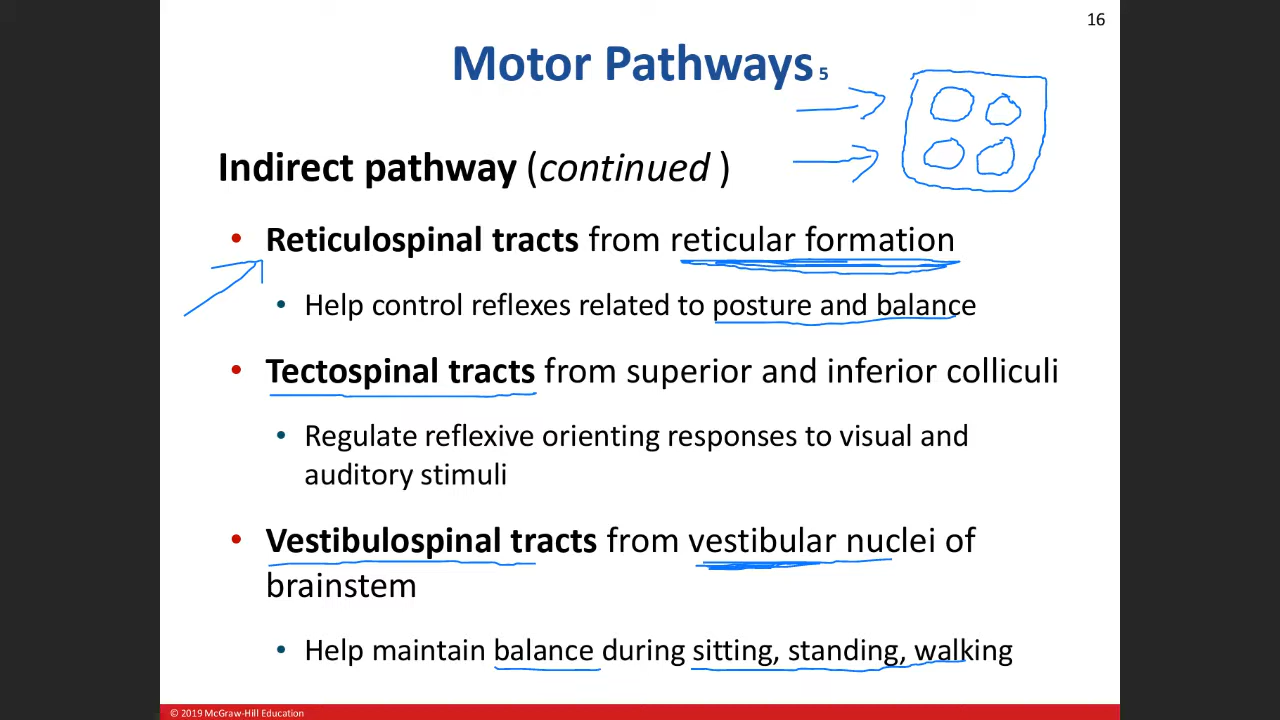 16
Motor Pathways 5
Indirect pathway (continued )
• Reticulospinal tracts from reticular formation
• Help control reflexes related to posture and balance
• Tectospinal tracts from superior and inferior colliculi
• Regulate reflexive orienting responses to visual and
auditory stimuli
• Vestibulospinal tracts from vestibular nuclei of
brainstem
• Help maintain balance during sitting, standing, walking
© 2019 McGraw-Hill Education